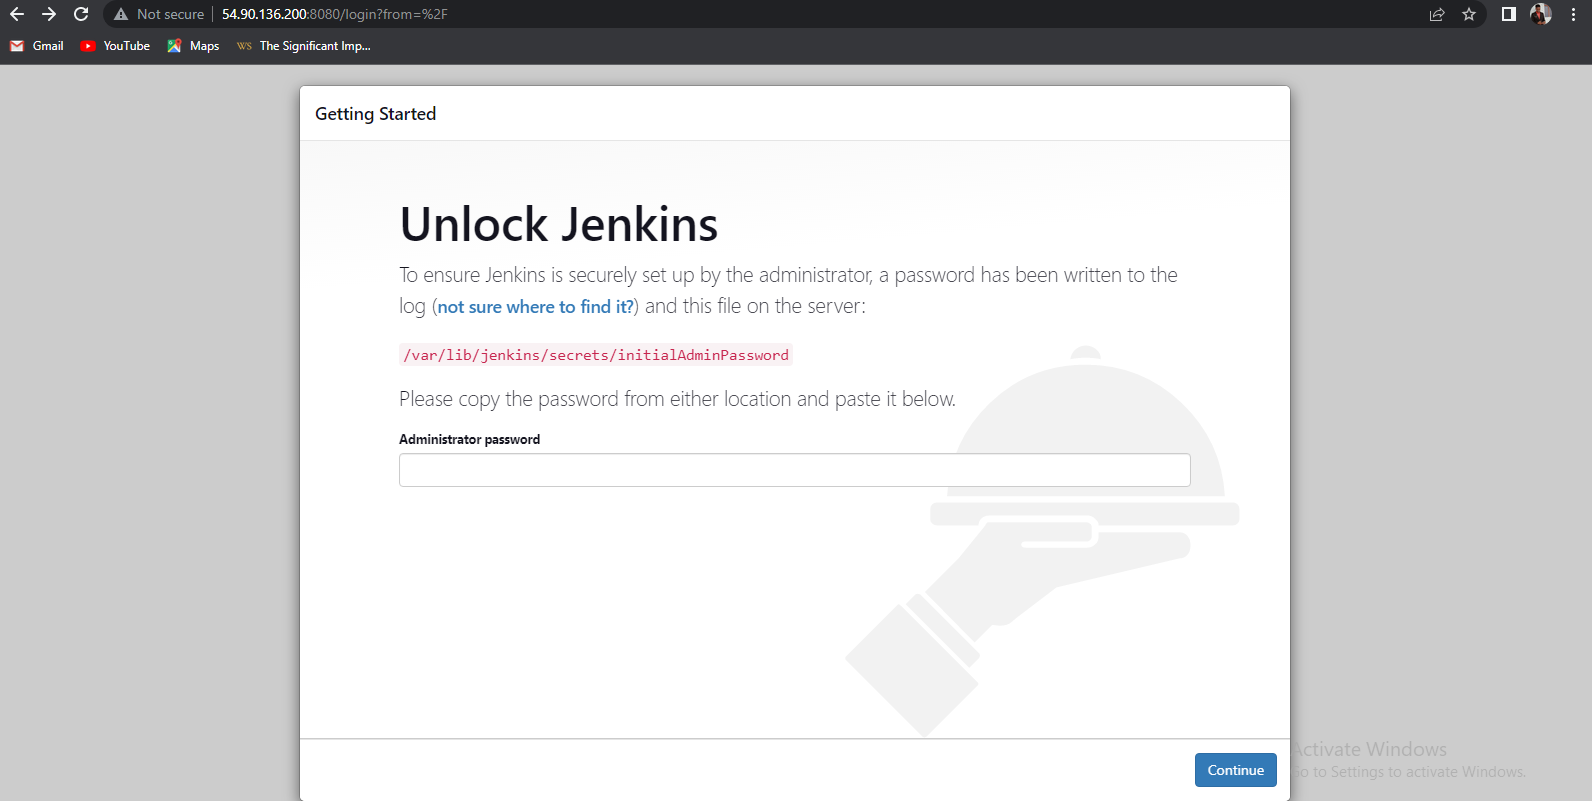 Not secure | 54.90.136.200:8080/login?from=%2F
Gmail YouTube Maps WS The Significant Imp...
Getting Started
Unlock Jenkins
To ensure Jenkins is securely set up by the administrator, a password has been written to the
log (not sure where to find it?) and this file on the server:
/var/lib/jenkins/secrets/initialAdminPassword
Please copy the password from either location and paste it below.
Administrator password
Activate Windows
Go to Settings to activate Windows.
Continue